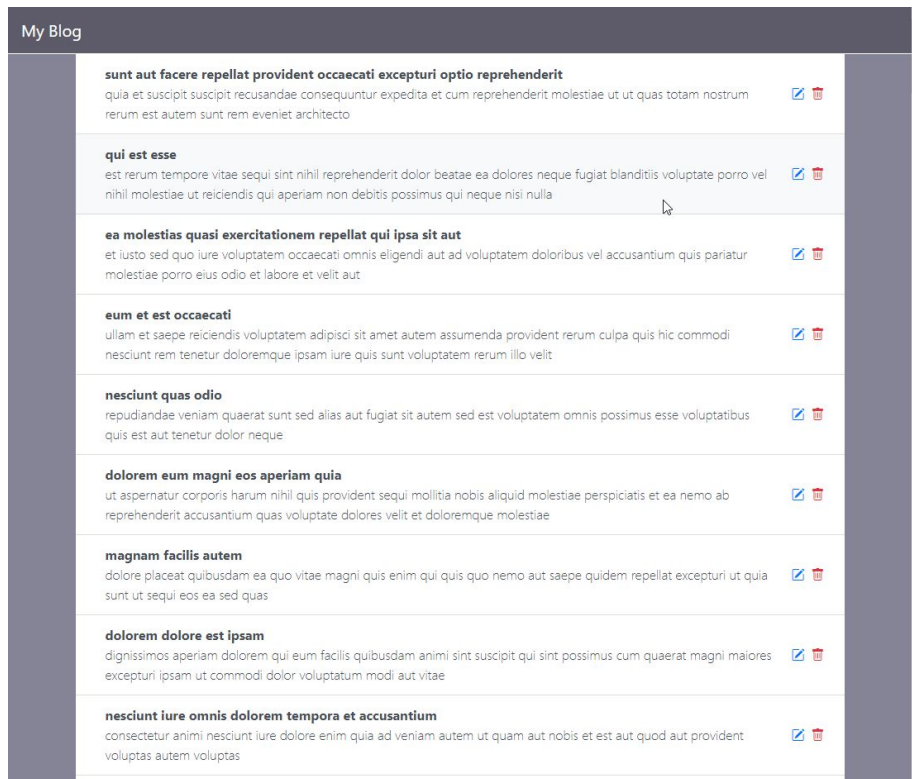 My Blog
sunt aut facere repellat provident occaecati excepturi optio reprehenderit
quia et suscipit suscipit recusandae consequuntur expedita et cum reprehenderit molestiae ut ut quas totam nostrum
rerum est autem sunt rem eveniet architecto
qui est esse
est rerum tempore vitae sequi sint nihil reprehenderit dolor beatae ea dolores neque fugiat blanditiis voluptate porro vel
nihil molestiae ut reiciendis qui aperiam non debitis possimus qui neque nisi nulla
ea molestias quasi exercitationem repellat qui ipsa sit aut
et iusto sed quo iure voluptatem occaecati omnis eligendi aut ad voluptatem doloribus vel accusantium quis pariatur
molestiae porro eius odio et labore et velit aut
eum et est occaecati
ullam et saepe reiciendis voluptatem adipisci sit amet autem assumenda provident rerum culpa quis hic commodi
nesciunt rem tenetur doloremque ipsam iure quis sunt voluptatem rerum illo velit
nesciunt quas odio
repudiandae veniam quaerat sunt sed alias aut fugiat sit autem sed est voluptatem omnis possimus esse voluptatibus
quis est aut tenetur dolor neque
dolorem eum magni eos aperiam quia
ut aspernatur corporis harum nihil quis provident sequi mollitia nobis aliquid molestiae perspiciatis et ea nemo ab
reprehenderit accusantium quas voluptate dolores velit et doloremque molestiae
magnam facilis autem
dolore placeat quibusdam ea quo vitae magni quis enim qui quis quo nemo aut saepe quidem repellat excepturi ut quia
sunt ut sequi eos ea sed quas
dolorem dolore est ipsam
dignissimos aperiam dolorem qui eum facilis quibusdam animi sint suscipit qui sint possimus cum quaerat magni maiores
excepturi ipsam ut commodi dolor voluptatum modi aut vitae
nesciunt iure omnis dolorem tempora et accusantium
consectetur animi nesciunt iure dolore enim quia ad veniam autem ut quam aut nobis et est aut quod aut provident
voluptas autem voluptas